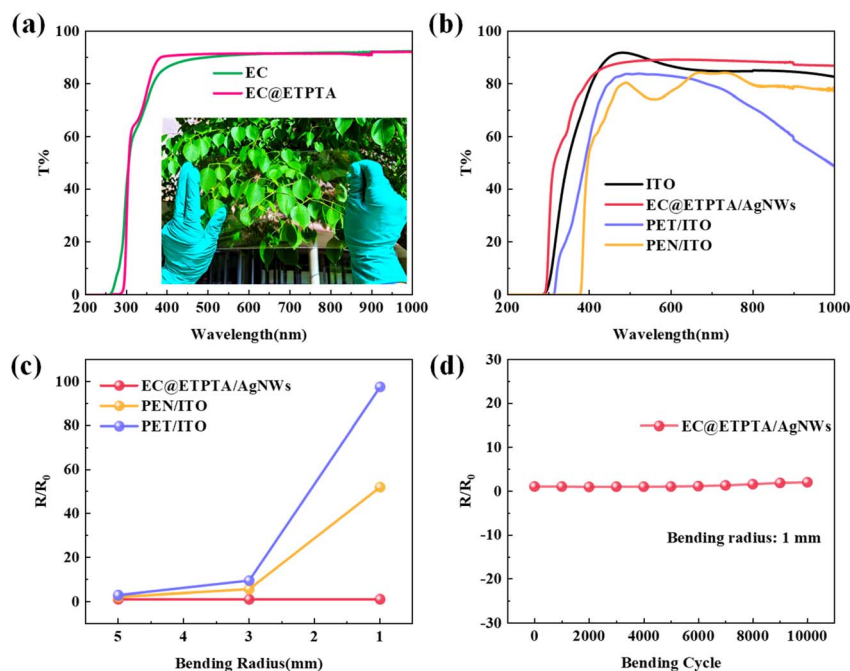 (a)
100
80
60
40
20
0
T%
EC
EC@ETPTA
200 300 400 500 600 700 800 900 1000
Wavelength(nm)
(b)
100
80
60
40
20
0
T%
ITO
EC@ETPTA/AgNWs
PET/ITO
PEN/ITO
200 400 600 800 1000
Wavelength(nm)
(c)
100
80
60
40
20
0
R/R0
EC@ETPTA/AgNWs
PEN/ITO
PET/ITO
5 4 3 2 1
Bending Radius(mm)
(d)
30
20
10
0
-10
-20
-30
R/R0
EC@ETPTA/AgNWs
Bending radius: 1 mm
0 2000 4000 6000 8000 10000
Bending Cycle